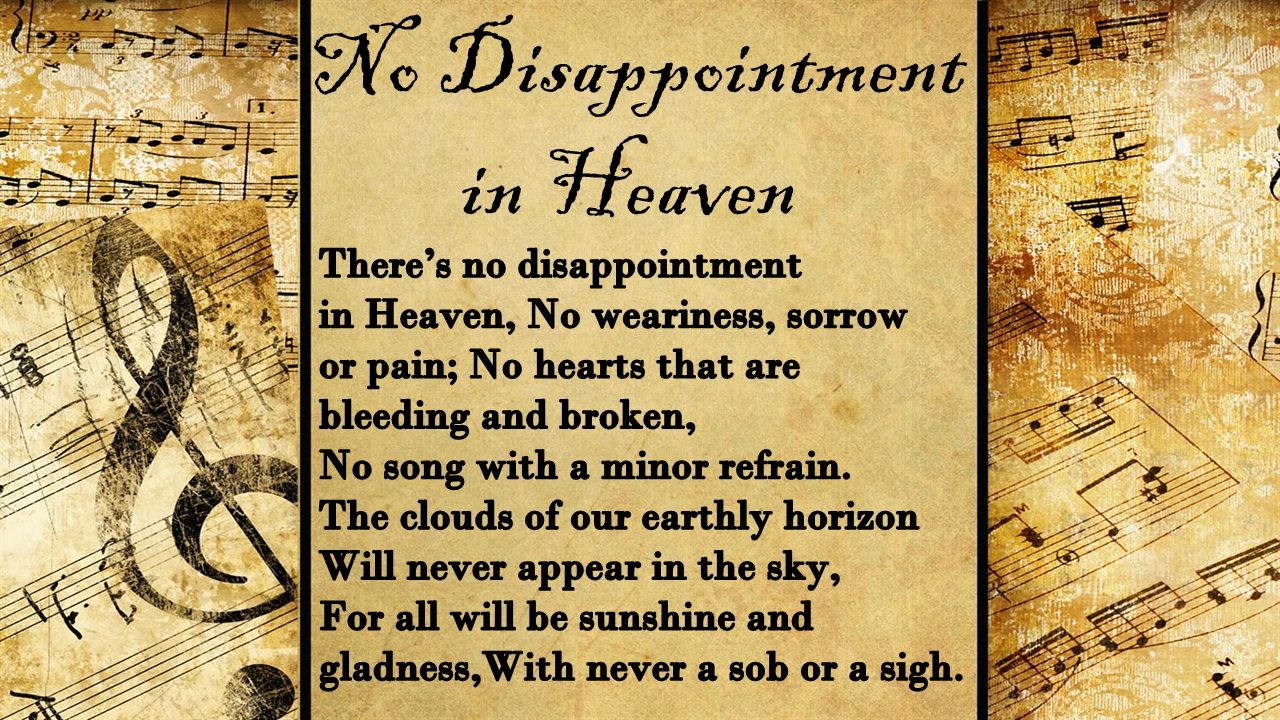 No Disappointment
in Heaven
There’s no disappointment
in Heaven, No weariness, sorrow
or pain; No hearts that are
bleeding and broken,
No song with a minor refrain.
The clouds of our earthly horizon
Will never appear in the sky,
For all will be sunshine and
gladness,With never a sob or a sigh.